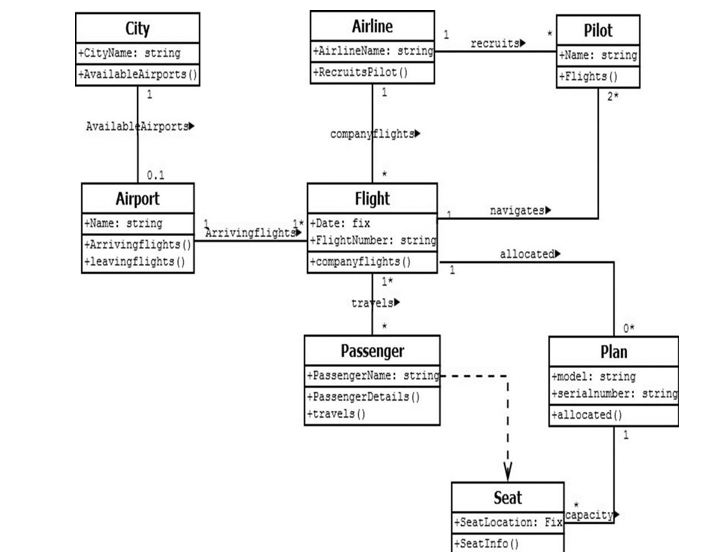 City
+CityName: string
+AvailableAirports()
1
AvailableAirports
0.1
Airline
+AirlineName: string
+RecruitsPilot()
1
recruits
*
Pilot
+Name: string
+Flights()
2*
1
companyflights
*
Airport
+Name: string
+Arrivingflights()
+leavingflights()
1
Arrivingflights
1*
Flight
+Date: fix
+FlightNumber: string
+companyflights()
1
navigates
allocated
1
0*
1*
travels
*
Passenger
+PassengerName: string
+PassengerDetails()
+travels()
Plan
+model: string
+serialnumber: string
+allocated()
1
*
capacity
Seat
+SeatLocation: Fix
+SeatInfo()